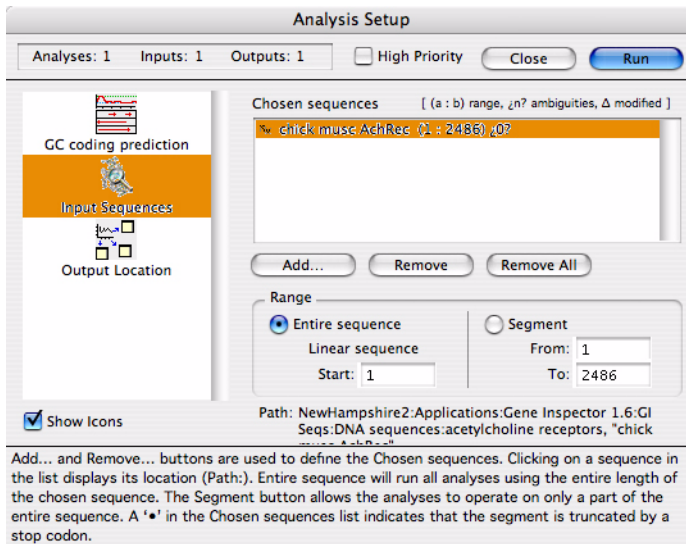 Analysis Setup
Analyses: 1 Inputs: 1 Outputs: 1
High Priority
Close
Run
GC coding prediction
Input Sequences
Output Location
Show Icons
Chosen sequences [ (a : b) range, ¿n? ambiguities, Δ modified ]
chick musc AchRec (1 : 2486) ¿0?
Add... Remove Remove All
Range
Entire sequence
Linear sequence
Start: 1
Segment
From: 1
To: 2486
Path: NewHampshire2:Applications:Gene Inspector 1.6:GI
Seqs:DNA sequences:acetylcholine receptors, "chick
musc AchRec"
Add... and Remove... buttons are used to define the Chosen sequences. Clicking on a sequence in
the list displays its location (Path:). Entire sequence will run all analyses using the entire length of
the chosen sequence. The Segment button allows the analyses to operate on only a part of the
entire sequence. A ‘•’ in the Chosen sequences list indicates that the segment is truncated by a
stop codon.